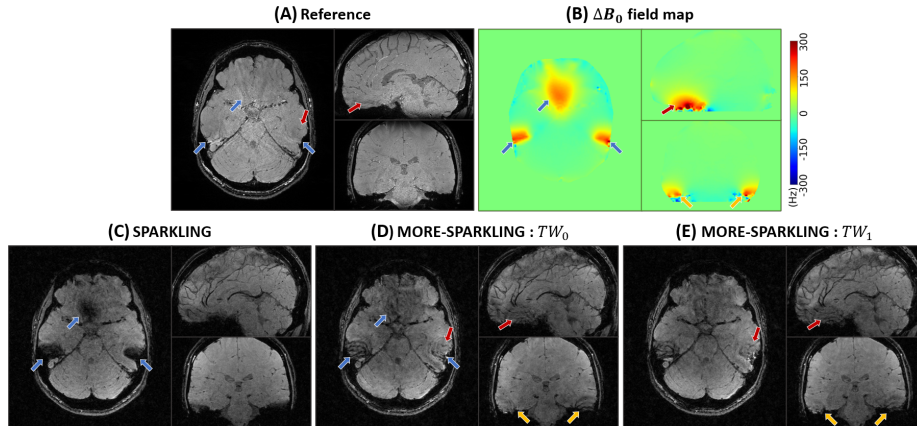 (A) Reference
(B) ΔB₀ field map
300
150
0
-150
-300
(Hz)
(C) SPARKLING
(D) MORE-SPARKLING : TW₀
(E) MORE-SPARKLING : TW₁